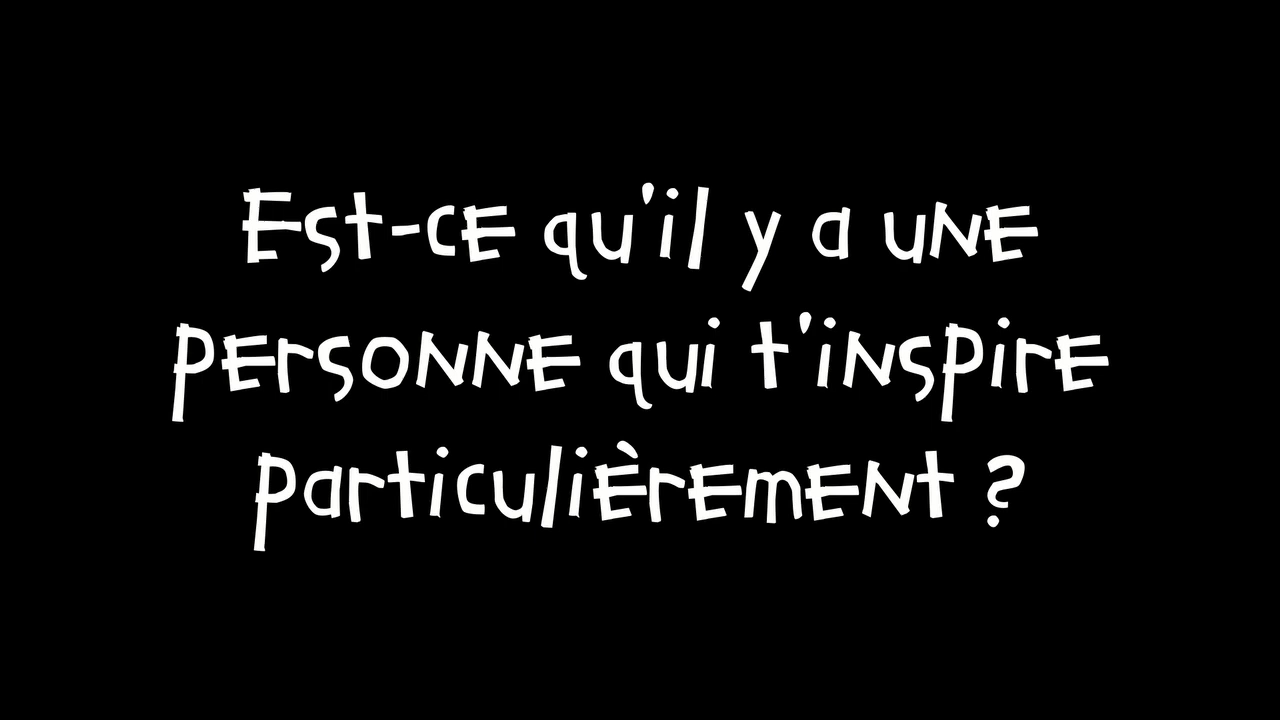 Est-ce qu'il y a une
personne qui t'inspire
particulièrement ?